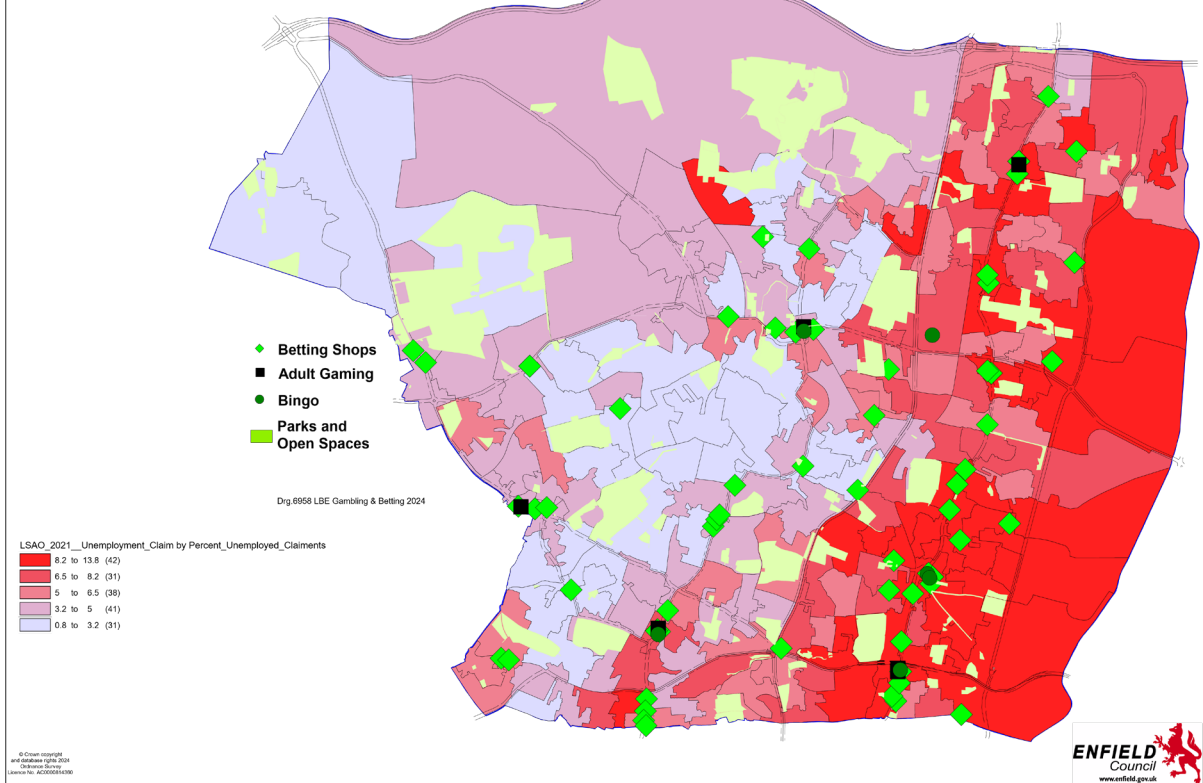 Betting Shops
Adult Gaming
Bingo
Parks and
Open Spaces
Drg.6958 LBE Gambling & Betting 2024
LSAO_2021__Unemployment_Claim by Percent_Unemployed_Claiments
8.2 to 13.8 (42)
6.5 to 8.2 (31)
5 to 6.5 (38)
3.2 to 5 (41)
0.8 to 3.2 (31)
© Crown copyright
and database rights 2024
Ordnance Survey
ENFIELD
Council
www.enfield.gov.uk